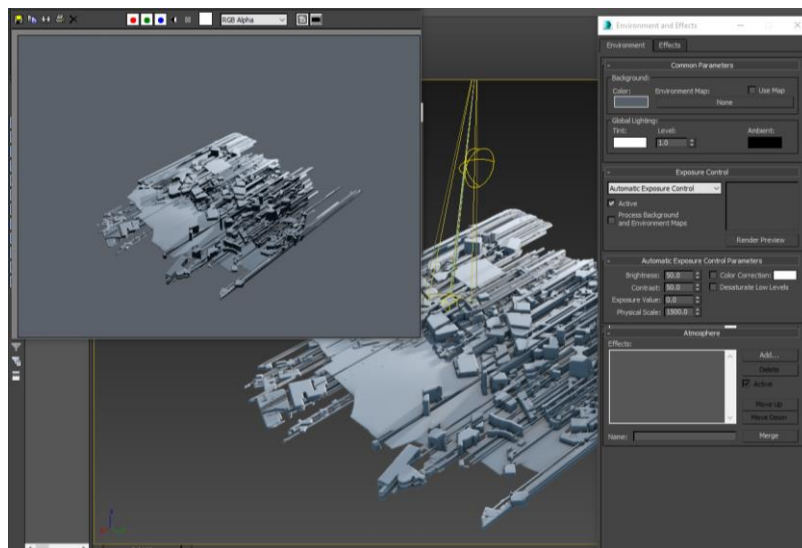 RGB Alpha
Environment and Effects
Environment
Effects
Common Parameters
Background:
Color:
Environment Map:
Use Map
None
Global Lighting:
Tint:
Level:
Ambient:
1.0
Exposure Control
Automatic Exposure Control
Active
Process Background
and Environment Maps
Render Preview
Automatic Exposure Control Parameters
Brightness: 50.0
Color Correction:
Contrast: 50.0
Desaturate Low Levels
Exposure Value: 0.0
Physical Scale: 1500.0
Atmosphere
Effects:
Add...
Delete
Active
Move Up
Move Down
Name:
Merge